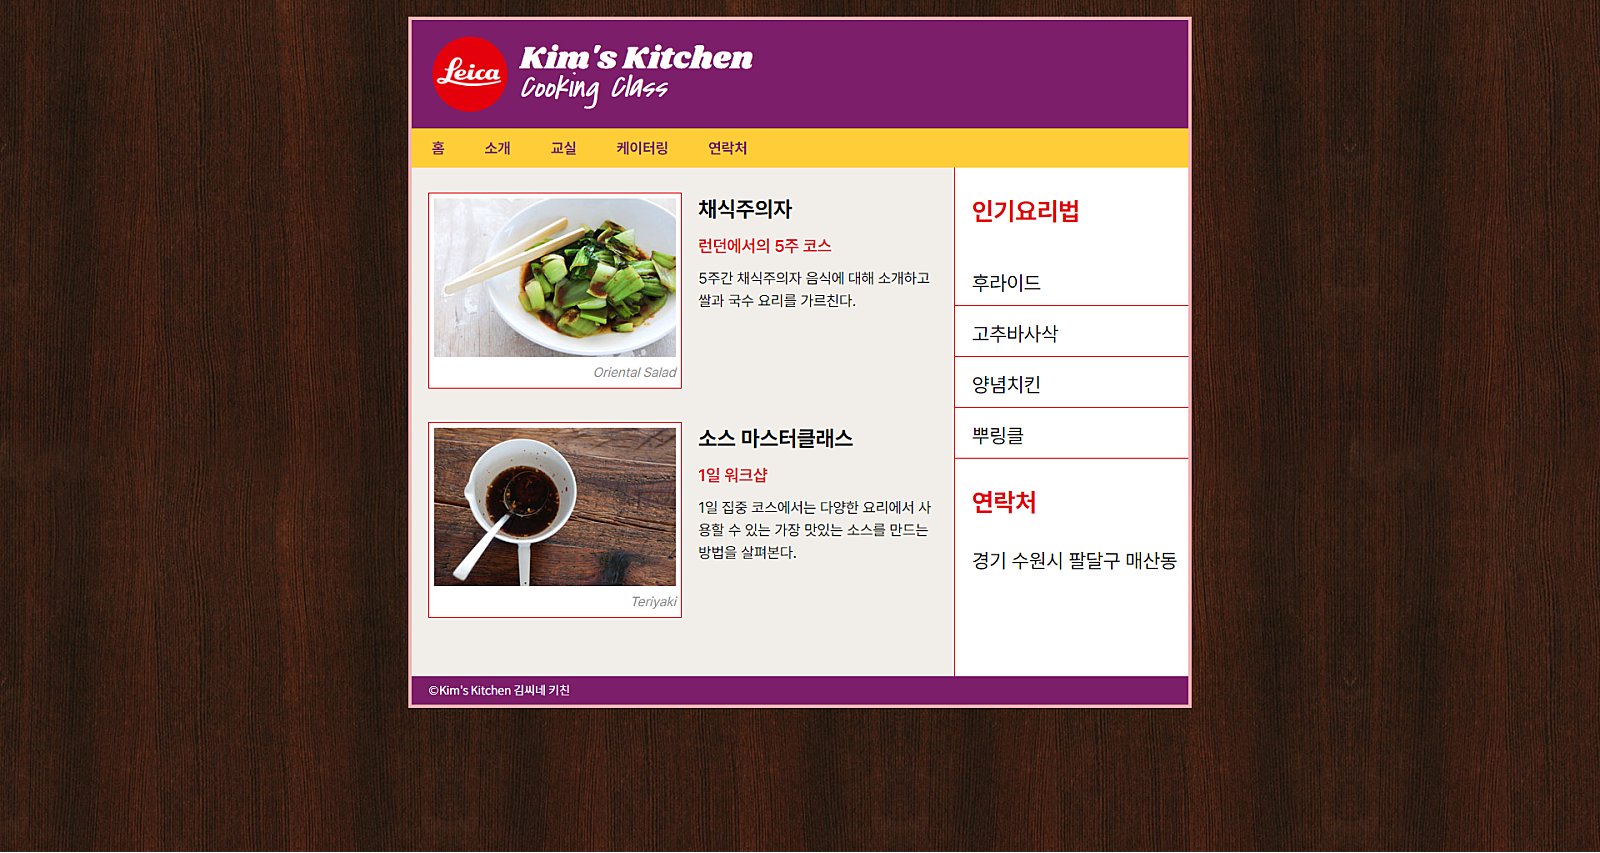 Leica
Kim's Kitchen
Cooking Class
홈 소개 교실 케이터링 연락처
채식주의자
런던에서의 5주 코스
5주간 채식주의자 음식에 대해 소개하고
쌀과 국수 요리를 가르친다.
Oriental Salad
소스 마스터클래스
1일 워크샵
1일 집중 코스에서는 다양한 요리에서 사
용할 수 있는 가장 맛있는 소스를 만드는
방법을 살펴본다.
Teriyaki
인기요리법
후라이드
고추바사삭
양념치킨
뿌링클
연락처
경기 수원시 팔달구 매산동
©Kim's Kitchen 김씨네 키친